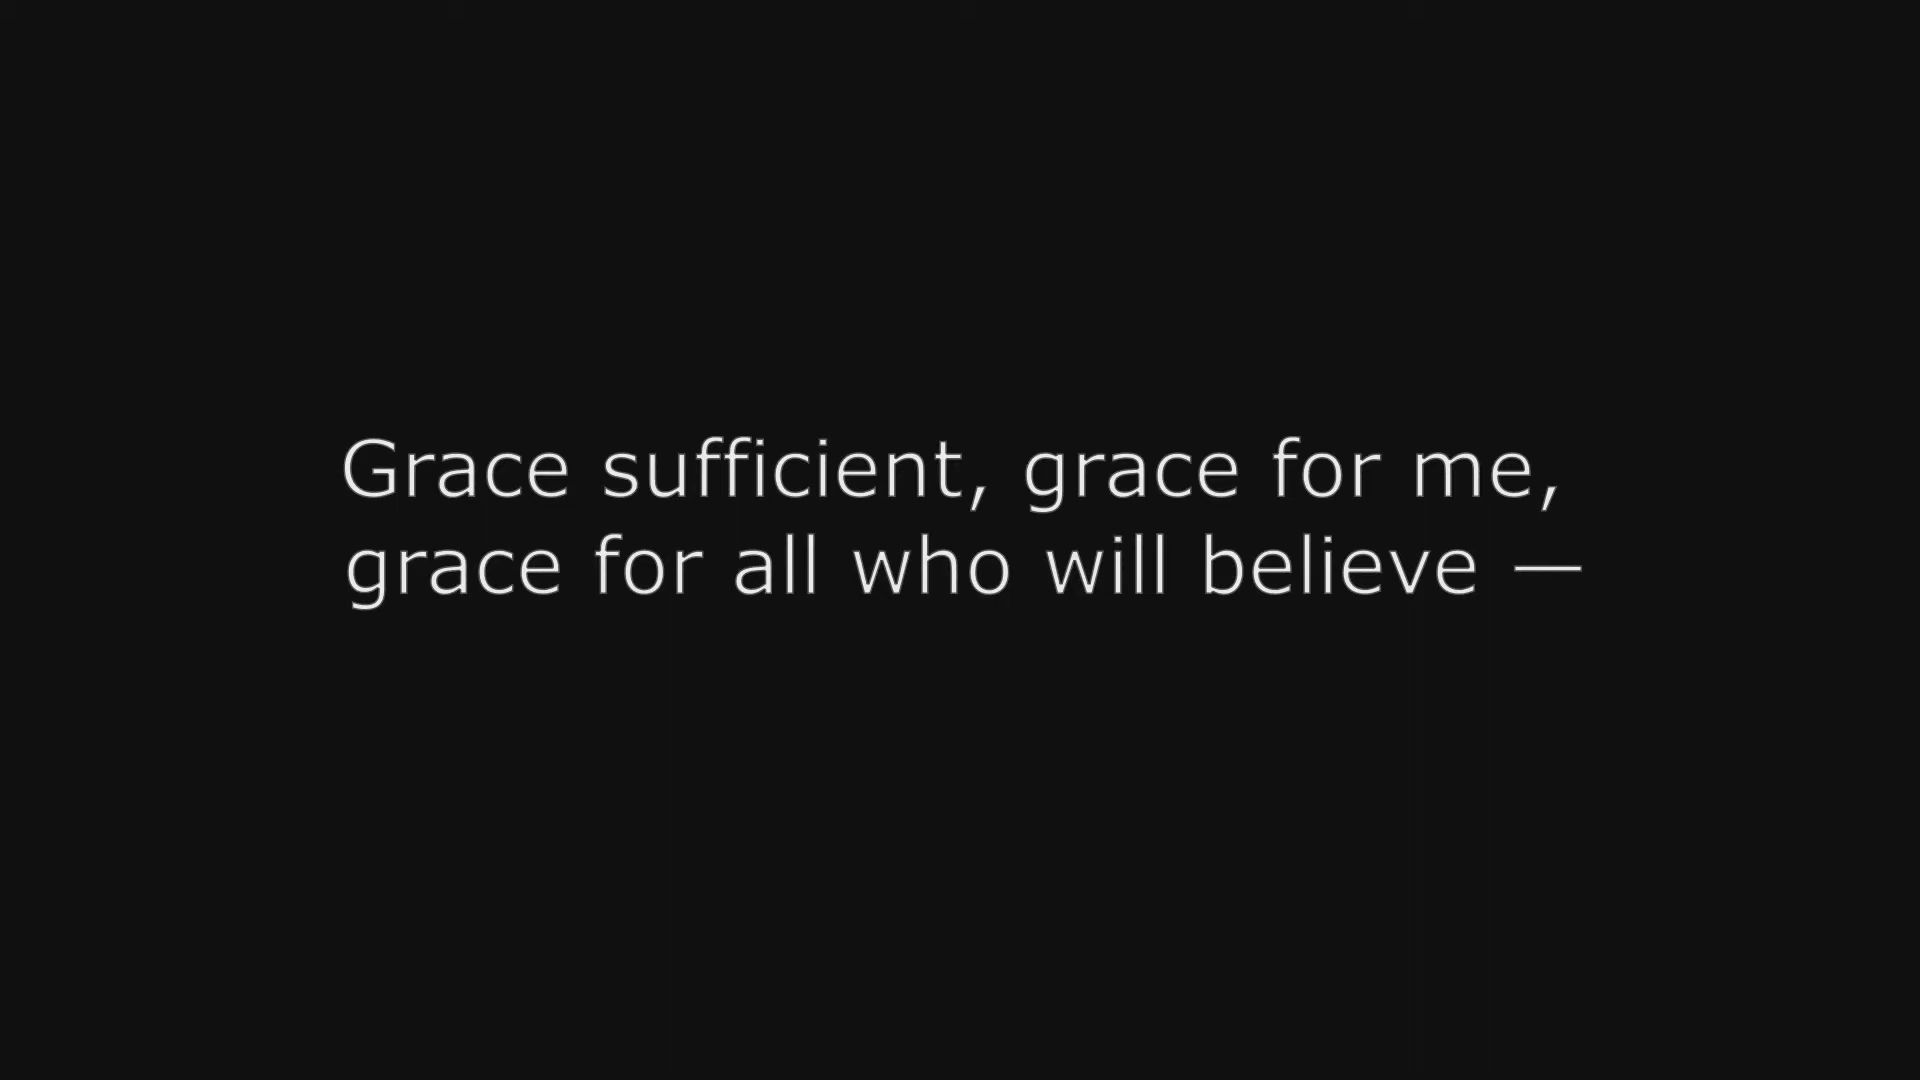 Grace sufficient, grace for me,
grace for all who will believe —